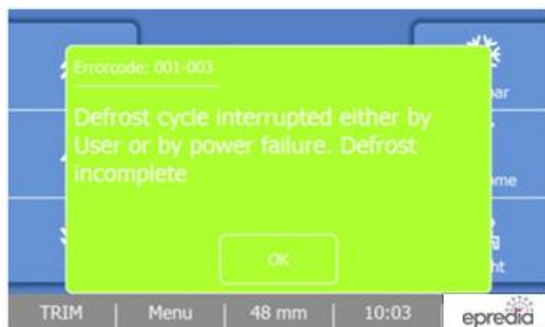 Errorcode: 001-003
Defrost cycle interrupted either by
User or by power failure. Defrost
incomplete
OK
TRIM | Menu | 48 mm | 10:03
epredia